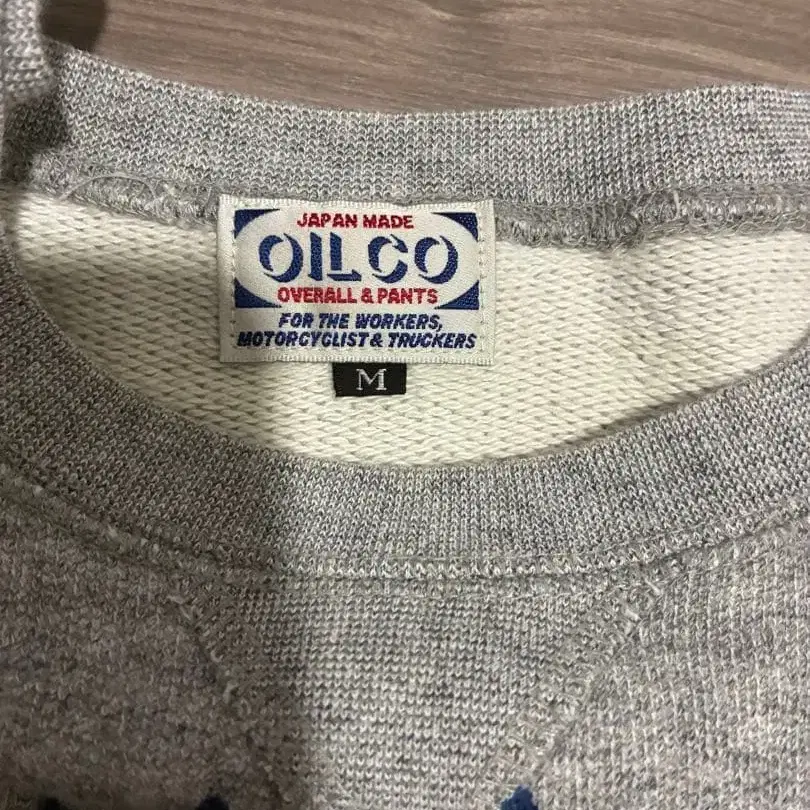 JAPAN MADE
OILCO
OVERALL & PANTS
FOR THE WORKERS,
MOTORCYCLIST & TRUCKERS
M